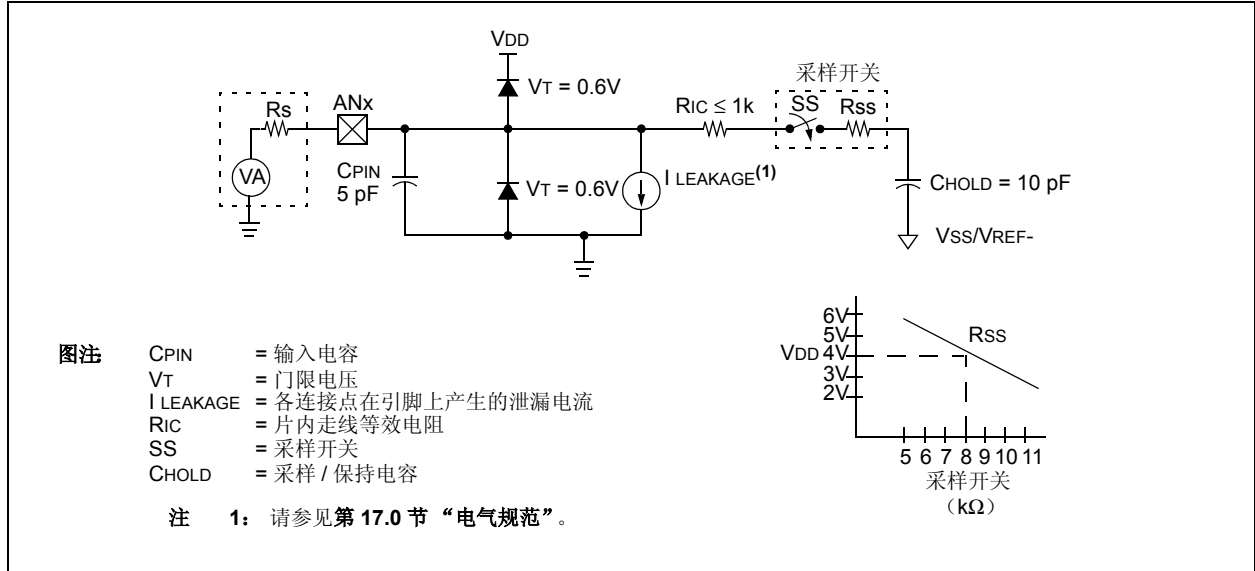 VDD
VT = 0.6V
采样开关
Rs
ANx
RIC ≤ 1k
SS
Rss
VA
CPIN
5 pF
VT = 0.6V
I LEAKAGE(1)
CHOLD = 10 pF
VSS/VREF-
6V
5V
VDD 4V
3V
2V
Rss
5 6 7 8 9 10 11
采样开关
（kΩ）
图注:
CPIN = 输入电容
VT = 门限电压
I LEAKAGE = 各连接点在引脚上产生的泄漏电流
RIC = 片内走线等效电阻
SS = 采样开关
CHOLD = 采样 / 保持电容
注 1: 请参见第 17.0 节 “电气规范”。